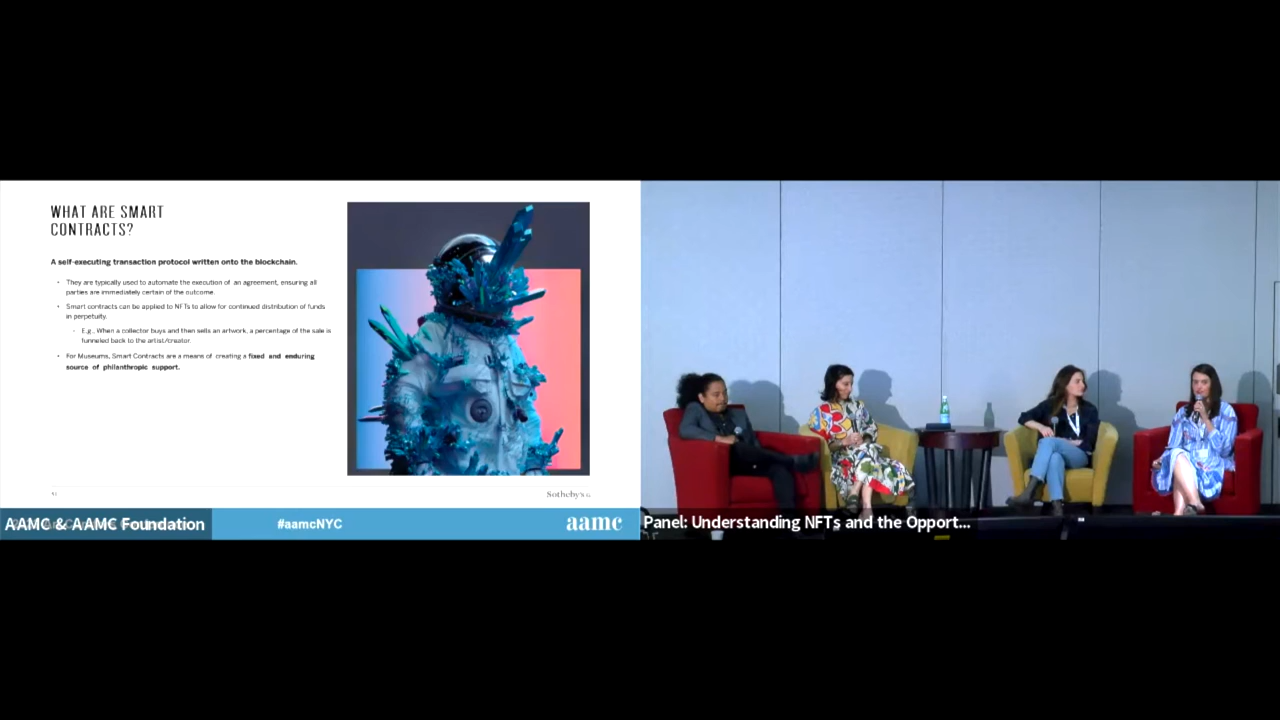 WHAT ARE SMART
CONTRACTS?
A self-executing transaction protocol written onto the blockchain.
• They are typically used to automate the execution of an agreement, ensuring all
parties are immediately certain of the outcome.
• Smart contracts can be applied to NFTs to allow for continued distribution of funds
in perpetuity.
• E.g., When a collector buys and then sells an artwork, a percentage of the sale is
funneled back to the artist/creator.
• For Museums, Smart Contracts are a means of creating a fixed and enduring
source of philanthropic support.
Sotheby's
AAMC & AAMC Foundation
#aamcNYC
aamc
Panel: Understanding NFTs and the Opport...